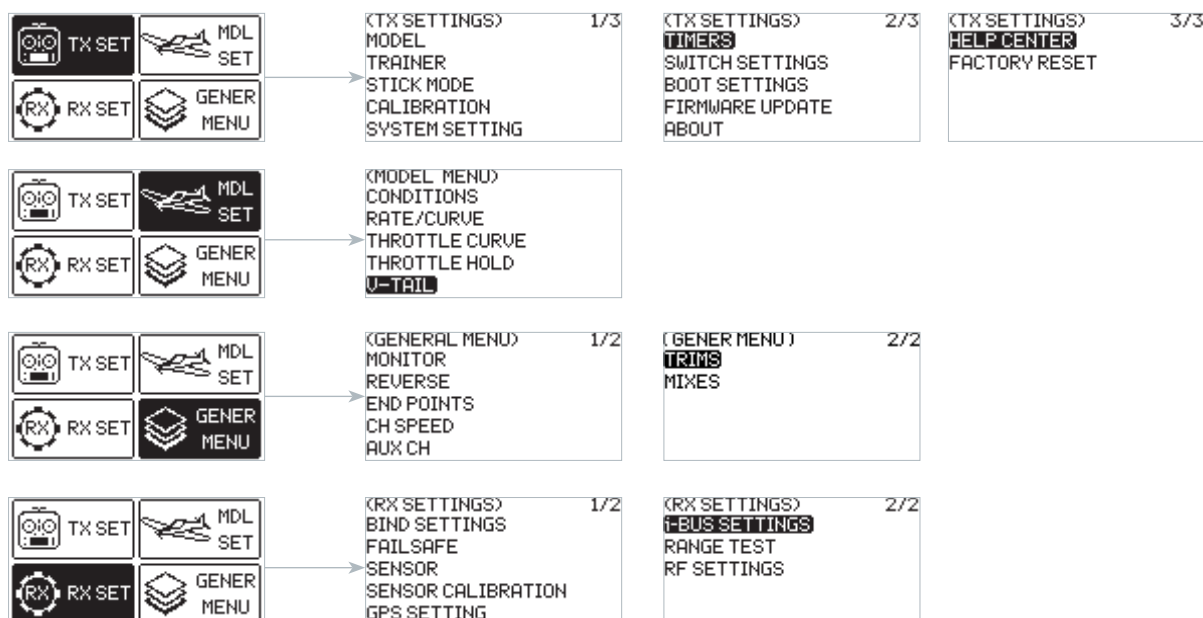 TX SET
MDL
SET
RX
RX SET
GENER
MENU
(TX SETTINGS) 1/3
MODEL
TRAINER
STICK MODE
CALIBRATION
SYSTEM SETTING
(TX SETTINGS) 2/3
TIMERS
SWITCH SETTINGS
BOOT SETTINGS
FIRMWARE UPDATE
ABOUT
(TX SETTINGS) 3/3
HELP CENTER
FACTORY RESET
TX SET
MDL
SET
RX
RX SET
GENER
MENU
(MODEL MENU)
CONDITIONS
RATE/CURVE
THROTTLE CURVE
THROTTLE HOLD
V-TAIL
TX SET
MDL
SET
RX
RX SET
GENER
MENU
(GENERAL MENU) 1/2
MONITOR
REVERSE
END POINTS
CH SPEED
AUX CH
(GENER MENU) 2/2
TRIMS
MIXES
TX SET
MDL
SET
RX
RX SET
GENER
MENU
(RX SETTINGS) 1/2
BIND SETTINGS
FAILSAFE
SENSOR
SENSOR CALIBRATION
GPS SETTING
(RX SETTINGS) 2/2
i-BUS SETTINGS
RANGE TEST
RF SETTINGS